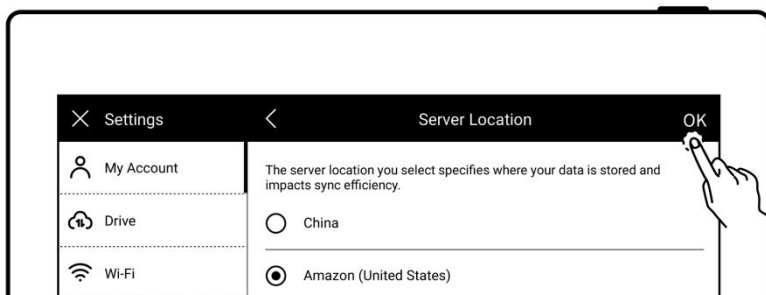 Settings
Server Location
OK
My Account
Drive
Wi-Fi
The server location you select specifies where your data is stored and
impacts sync efficiency.
China
Amazon (United States)